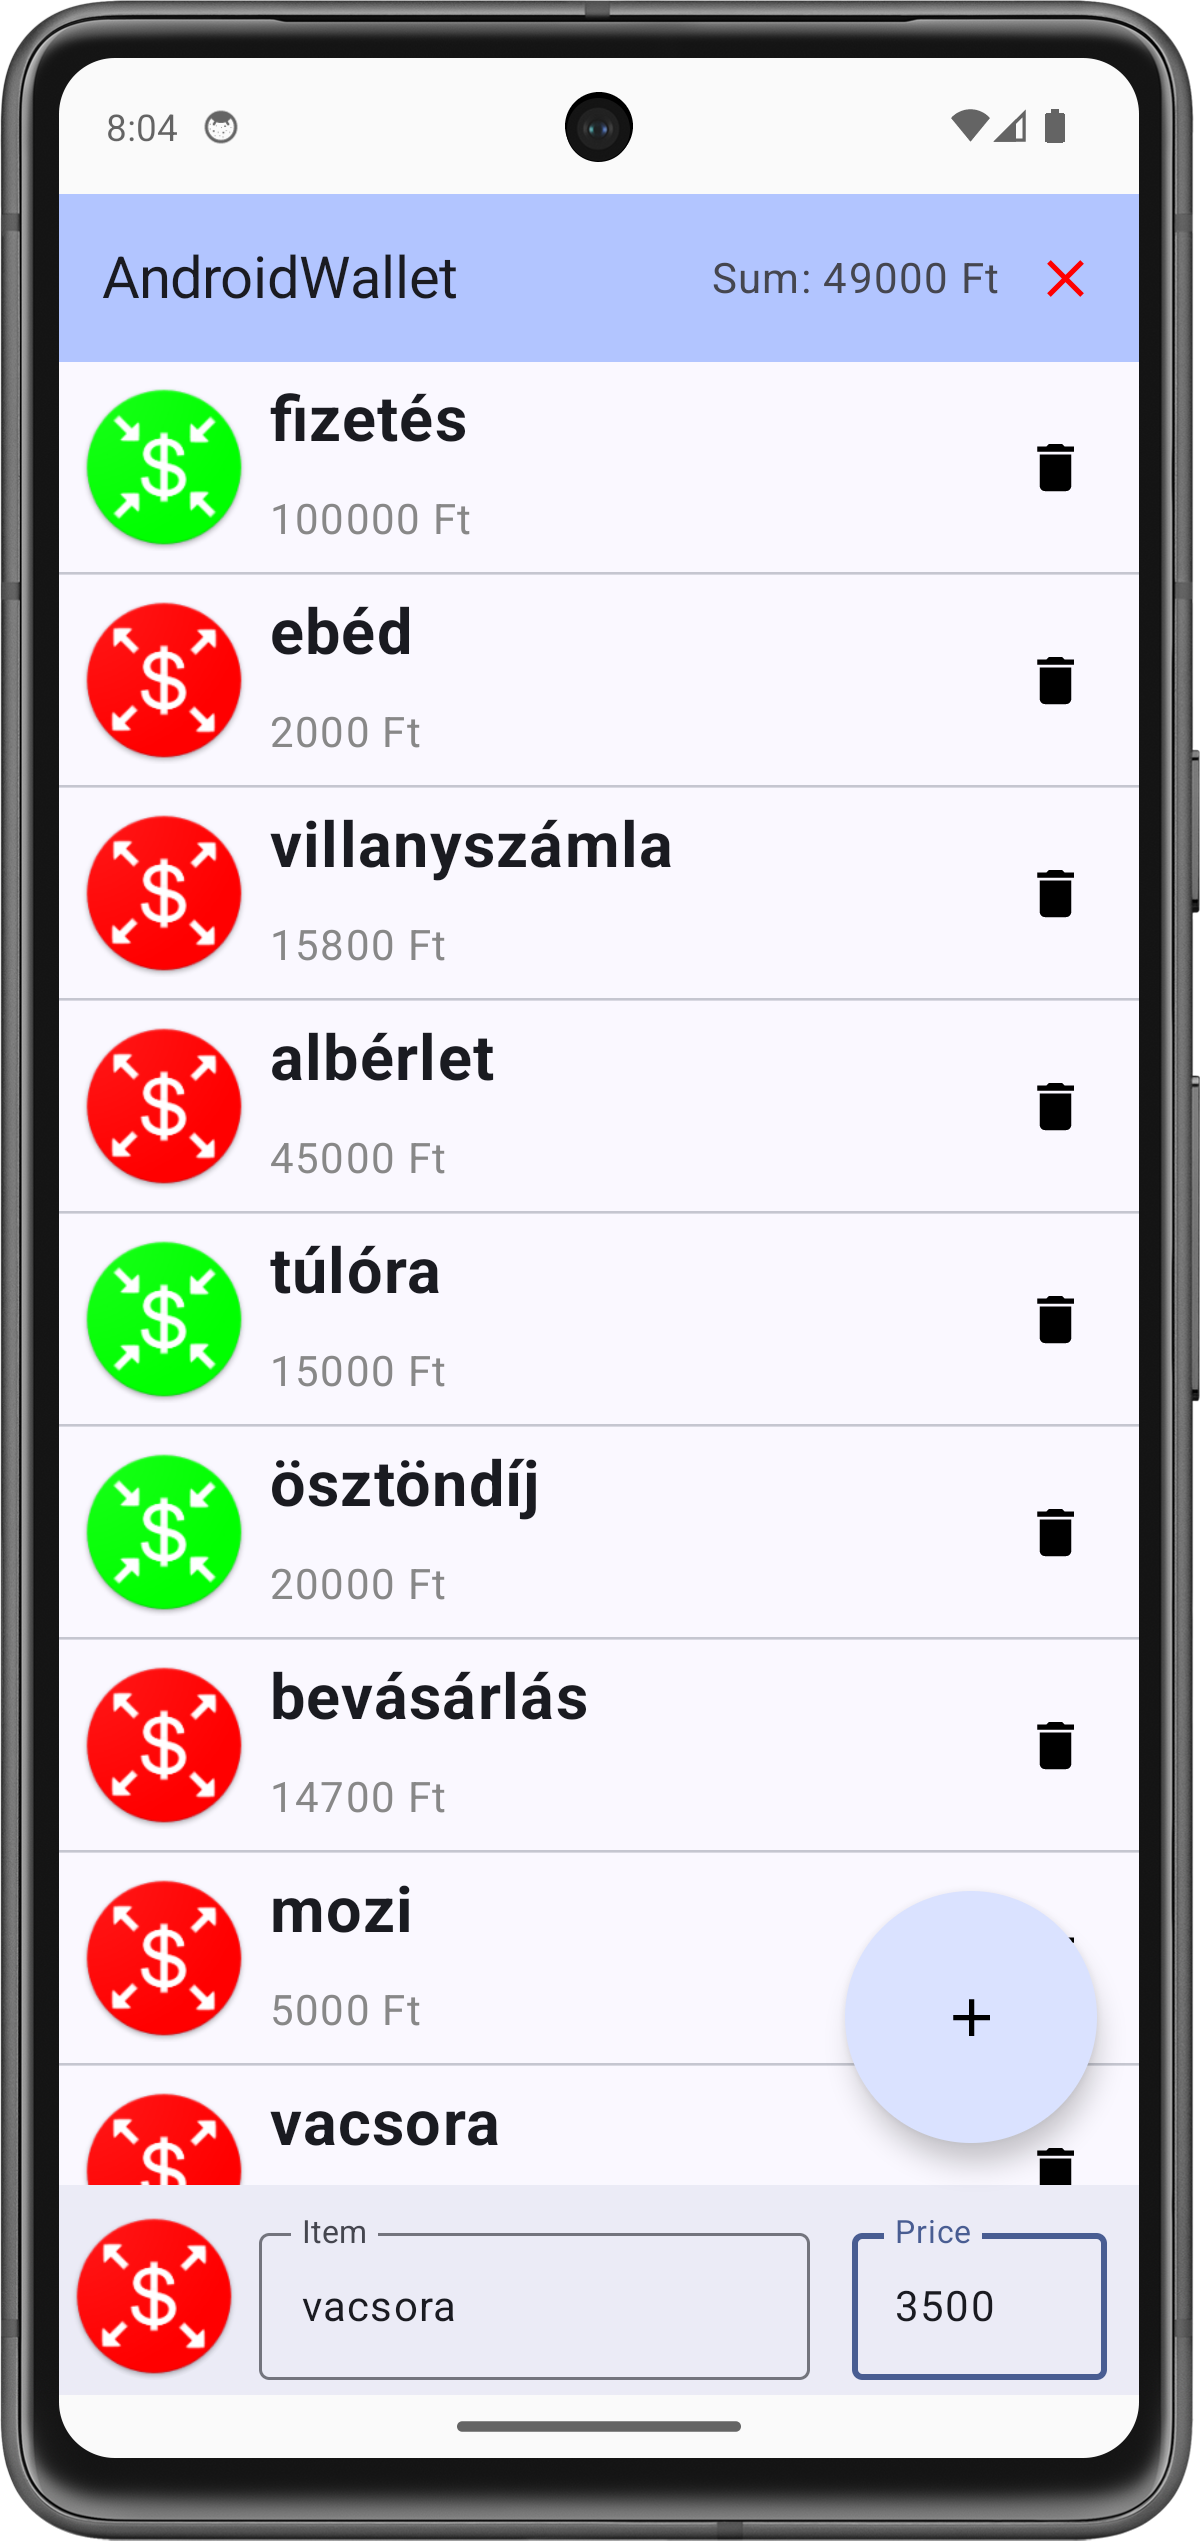 8:04
AndroidWallet Sum: 49000 Ft
fizetés
100000 Ft
ebéd
2000 Ft
villanyszámla
15800 Ft
albérlet
45000 Ft
túlóra
15000 Ft
ösztöndíj
20000 Ft
bevásárlás
14700 Ft
mozi
5000 Ft
vacsora
Item Price
vacsora 3500